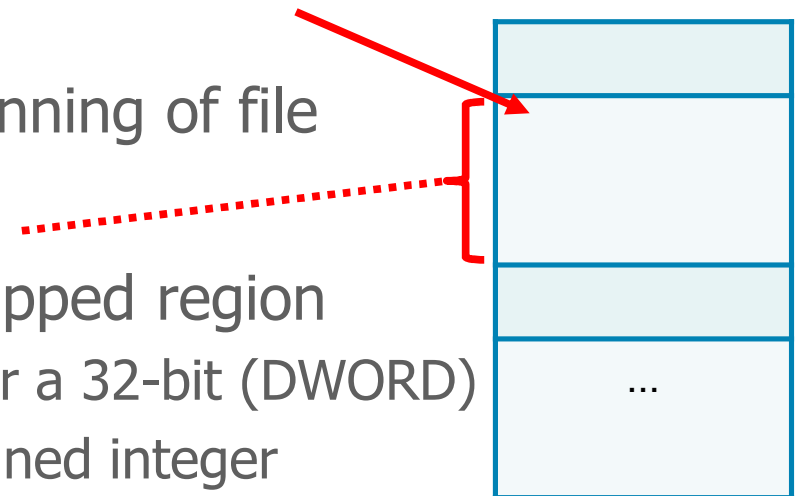 nning of file
pped region
r a 32-bit (DWORD)
ned integer
...